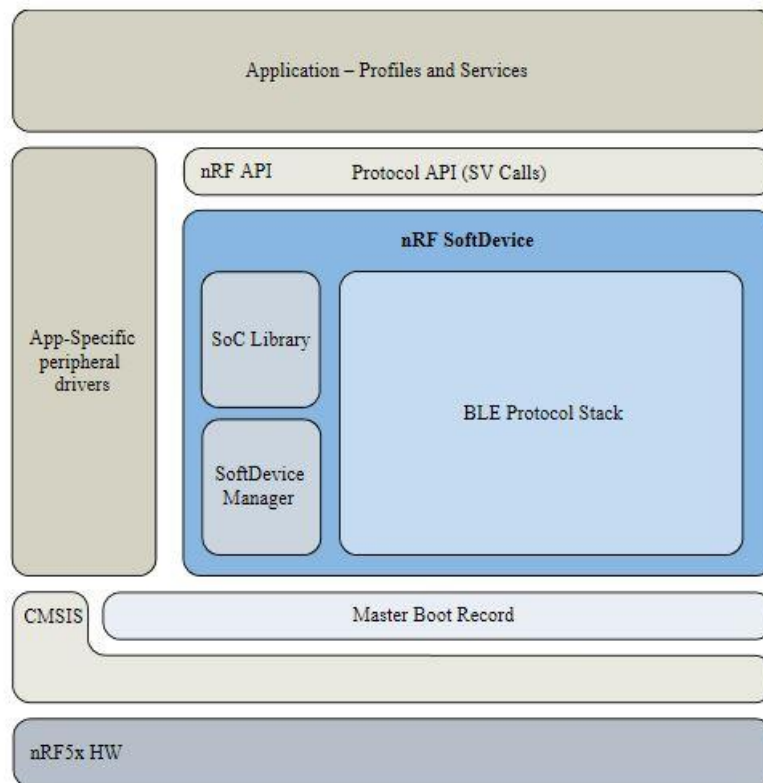 Application – Profiles and Services
nRF API
Protocol API (SV Calls)
nRF SoftDevice
App-Specific
peripheral
drivers
SoC Library
BLE Protocol Stack
SoftDevice
Manager
CMSIS
Master Boot Record
nRF5x HW